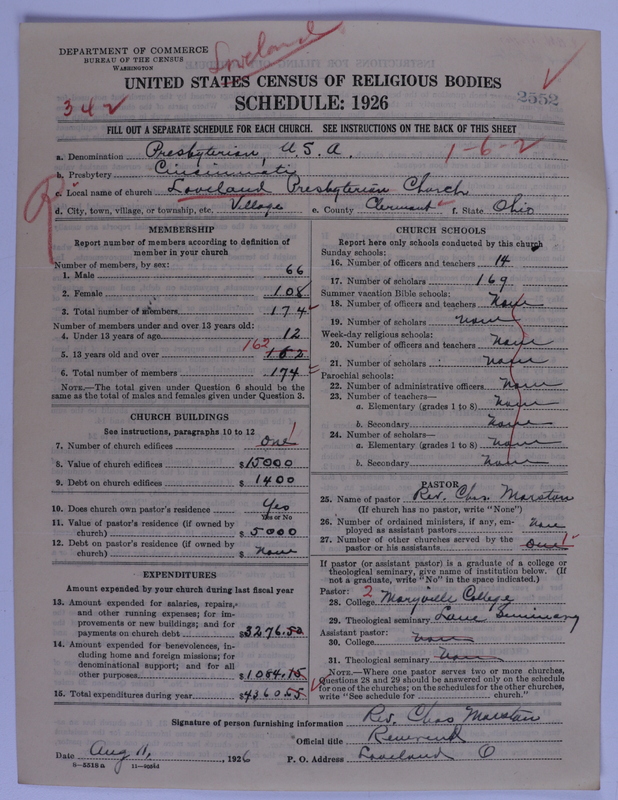 DEPARTMENT OF COMMERCE
BUREAU OF THE CENSUS
WASHINGTON
Loveland
UNITED STATES CENSUS OF RELIGIOUS BODIES
SCHEDULE: 1926
342
2552
FILL OUT A SEPARATE SCHEDULE FOR EACH CHURCH. SEE INSTRUCTIONS ON THE BACK OF THIS SHEET
1-6-2
a. Denomination Presbyterian, U.S.A.
b. Presbytery Cincinnati
c. Local name of church Loveland Presbyterian Church
d. City, town, village, or township, etc. Village e. County Clermont f. State Ohio
MEMBERSHIP
Report number of members according to definition of
member in your church
Number of members, by sex:
1. Male 66
2. Female 108
3. Total number of members 174
Number of members under and over 13 years old:
4. Under 13 years of age 12
162
5. 13 years old and over 162
6. Total number of members 174
NOTE.—The total given under Question 6 should be the
same as the total of males and females given under Question 3.
CHURCH BUILDINGS
See instructions, paragraphs 10 to 12
7. Number of church edifices one 1
8. Value of church edifices $15000
9. Debt on church edifices $1400
10. Does church own pastor's residence Yes
Yes or No
11. Value of pastor's residence (if owned by
church) $5000
12. Debt on pastor's residence (if owned by
church) $ none
EXPENDITURES
Amount expended by your church during last fiscal year
13. Amount expended for salaries, repairs,
and other running expenses; for im-
provements or new buildings; and for
payments on church debt $3276.50
14. Amount expended for benevolences, in-
cluding home and foreign missions; for
denominational support; and for all
other purposes $1084.15
15. Total expenditures during year $4360.65
CHURCH SCHOOLS
Report here only schools conducted by this church
Sunday schools:
16. Number of officers and teachers 14
17. Number of scholars 169
Summer vacation Bible schools:
18. Number of officers and teachers None
19. Number of scholars none
Week-day religious schools:
20. Number of officers and teachers None
21. Number of scholars None
Parochial schools:
22. Number of administrative officers None
23. Number of teachers—
a. Elementary (grades 1 to 8) None
b. Secondary None
24. Number of scholars—
a. Elementary (grades 1 to 8) None
b. Secondary None
PASTOR
25. Name of pastor Rev. Chas Marston
(If church has no pastor, write "None")
26. Number of ordained ministers, if any, em-
ployed as assistant pastors None
27. Number of other churches served by the
pastor or his assistants One 1
If pastor (or assistant pastor) is a graduate of a college or
theological seminary, give name of institution below. (If
not a graduate, write "No" in the space indicated.)
Pastor: 2
28. College Maryville College
29. Theological seminary Lane Seminary
Assistant pastor:
30. College None
31. Theological seminary None
NOTE.—Where one pastor serves two or more churches,
Questions 28 and 29 should be answered only on the schedule
for one of the churches; on the schedules for the other churches,
write "See schedule for church."
Signature of person furnishing information Rev. Chas Marston
Official title Reverend
Date Aug 11, 1926 P. O. Address Loveland O
8—5518 a